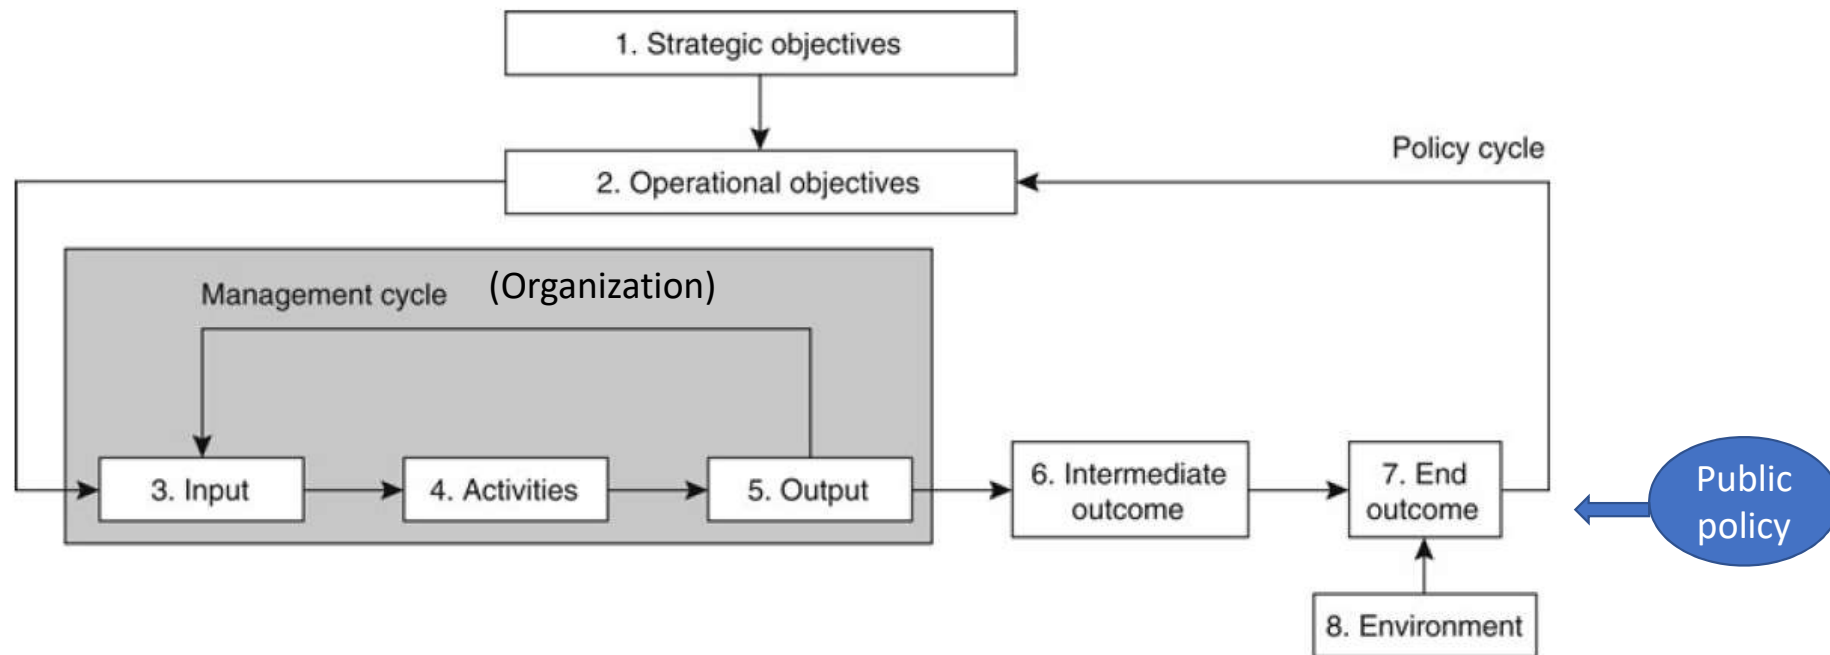 1. Strategic objectives
Policy cycle
2. Operational objectives
Management cycle (Organization)
3. Input
4. Activities
5. Output
6. Intermediate
outcome
7. End
outcome
Public
policy
8. Environment